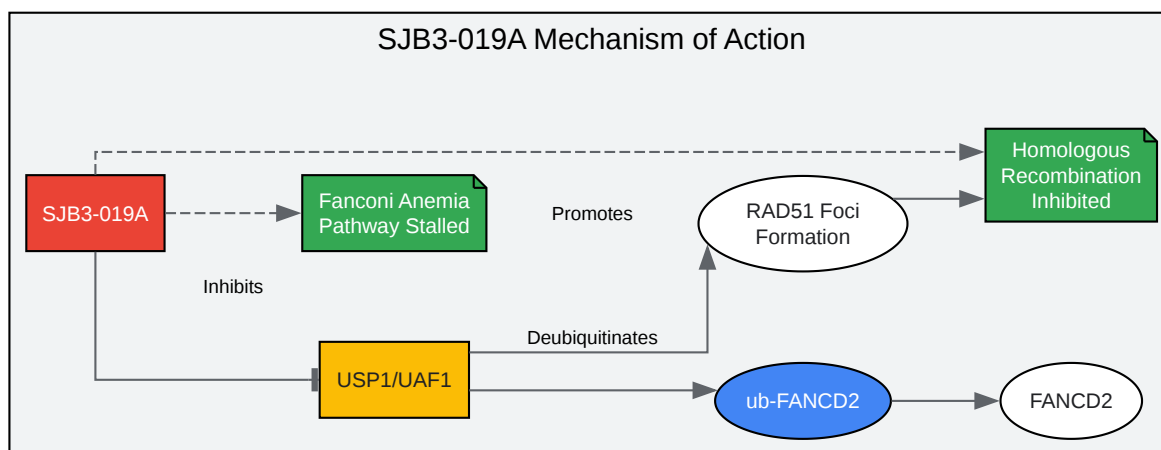 SJB3-019A Mechanism of Action
Homologous
Recombination
Inhibited
SJB3-019A
Fanconi Anemia
Pathway Stalled
Promotes
RAD51 Foci
Formation
Inhibits
Deubiquitinates
USP1/UAF1
ub-FANCD2
FANCD2